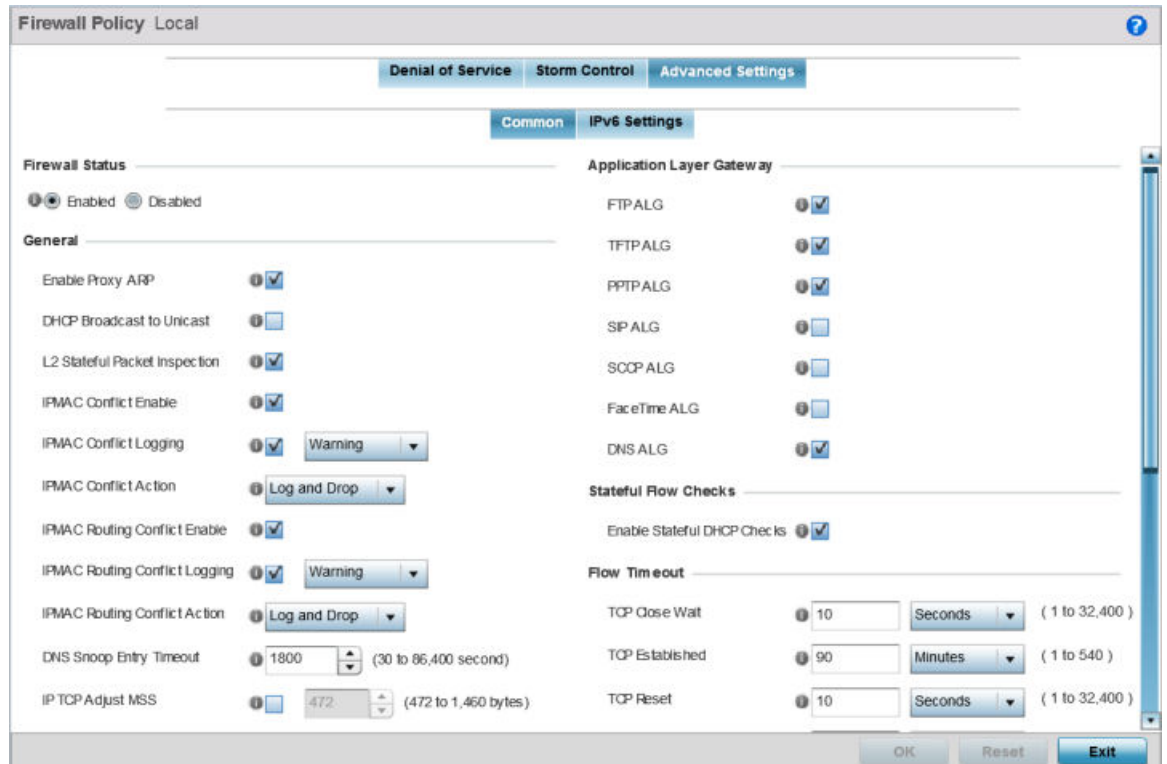 Firewall Policy Local
Denial of Service Storm Control Advanced Settings
Common IPv6 Settings
Firewall Status
Enabled Disabled
General
Enable Proxy ARP
DHCP Broadcast to Unicast
L2 Stateful Packet Inspection
IPMAC Conflict Enable
IPMAC Conflict Logging Warning
IPMAC Conflict Action Log and Drop
IPMAC Routing Conflict Enable
IPMAC Routing Conflict Logging Warning
IPMAC Routing Conflict Action Log and Drop
DNS Snoop Entry Timeout 1800 (30 to 86,400 second)
IP TCP Adjust MSS 472 (472 to 1,460 bytes)
Application Layer Gateway
FTP ALG
TFTP ALG
PPTP ALG
SIP ALG
SCCP ALG
FaceTime ALG
DNS ALG
Stateful Flow Checks
Enable Stateful DHCP Checks
Flow Timeout
TCP Close Wait 10 Seconds ( 1 to 32,400 )
TCP Established 90 Minutes ( 1 to 540 )
TCP Reset 10 Seconds ( 1 to 32,400 )
OK Reset Exit